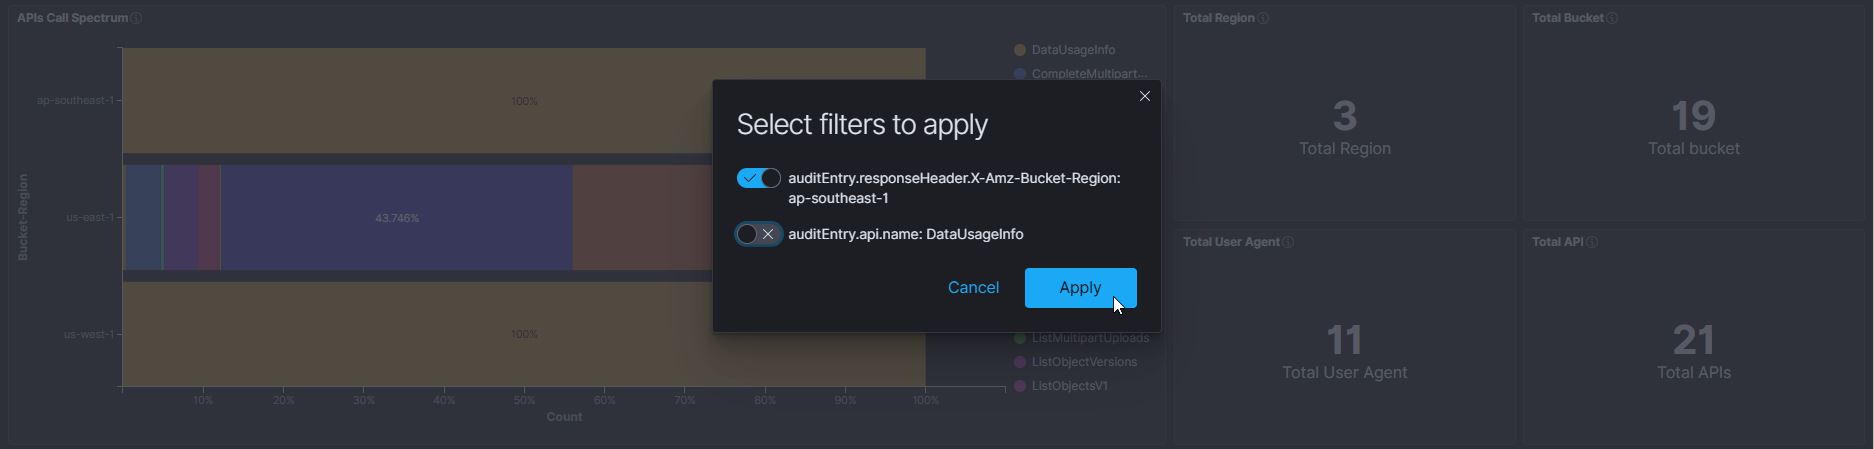 APIs Call Spectrum
Total Region
Total Bucket
DataUsageInfo
CompleteMultipart...
ap-southeast-1
100%
Select filters to apply
auditEntry.responseHeader.X-Amz-Bucket-Region:
ap-southeast-1
auditEntry.api.name: DataUsageInfo
Cancel
Apply
3
Total Region
19
Total bucket
Bucket-Region
us-east-1
43.746%
Total User Agent
Total API
us-west-1
100%
ListMultipartUploads
ListObjectVersions
ListObjectsV1
11
Total User Agent
21
Total APIs
10%
20%
30%
40%
50%
60%
70%
80%
90%
100%
Count